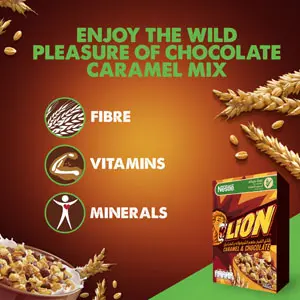 ENJOY THE WILD
PLEASURE OF CHOCOLATE
CARAMEL MIX
FIBRE
VITAMINS
MINERALS
Nestlé
LION
CARAMEL & CHOCOLATE